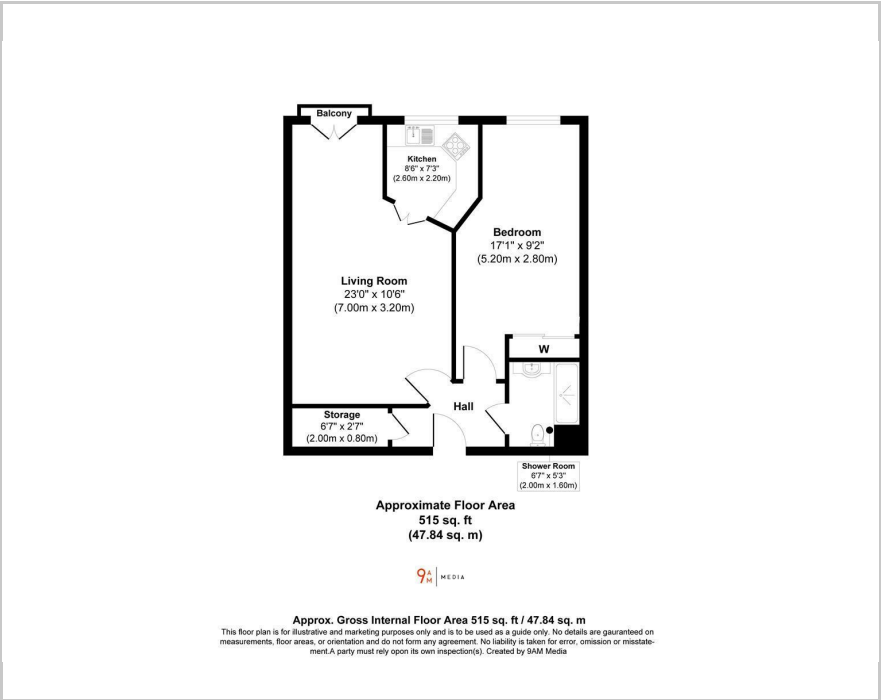 Balcony
Kitchen
8'6" x 7'3"
(2.60m x 2.20m)
Bedroom
17'1" x 9'2"
(5.20m x 2.80m)
Living Room
23'0" x 10'6"
(7.00m x 3.20m)
W
Hall
Storage
6'7" x 2'7"
(2.00m x 0.80m)
Shower Room
6'7" x 5'3"
(2.00m x 1.60m)
Approximate Floor Area
515 sq. ft
(47.84 sq. m)
9AM MEDIA
Approx. Gross Internal Floor Area 515 sq. ft / 47.84 sq. m
This floor plan is for illustrative and marketing purposes only and is to be used as a guide only. No details are gauranteed on
measurements, floor areas, or orientation and do not form any agreement. No liability is taken for error, omission or misstate-
ment.A party must rely upon its own inspection(s). Created by 9AM Media